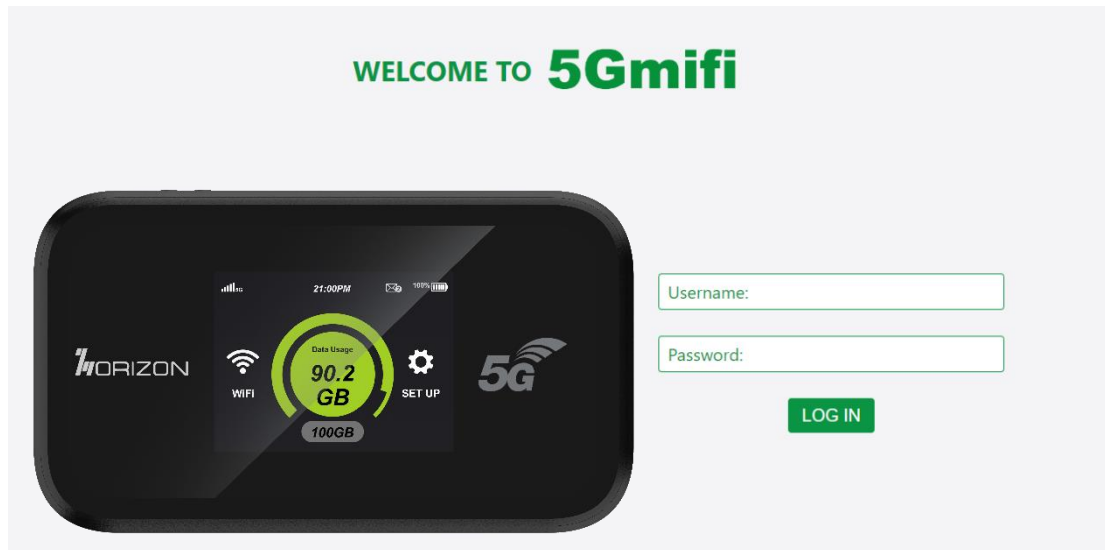 WELCOME TO 5Gmifi
21:00PM
100%
HORIZON
WIFI
Data Usage
90.2
GB
100GB
SET UP
5G
Username:
Password:
LOG IN